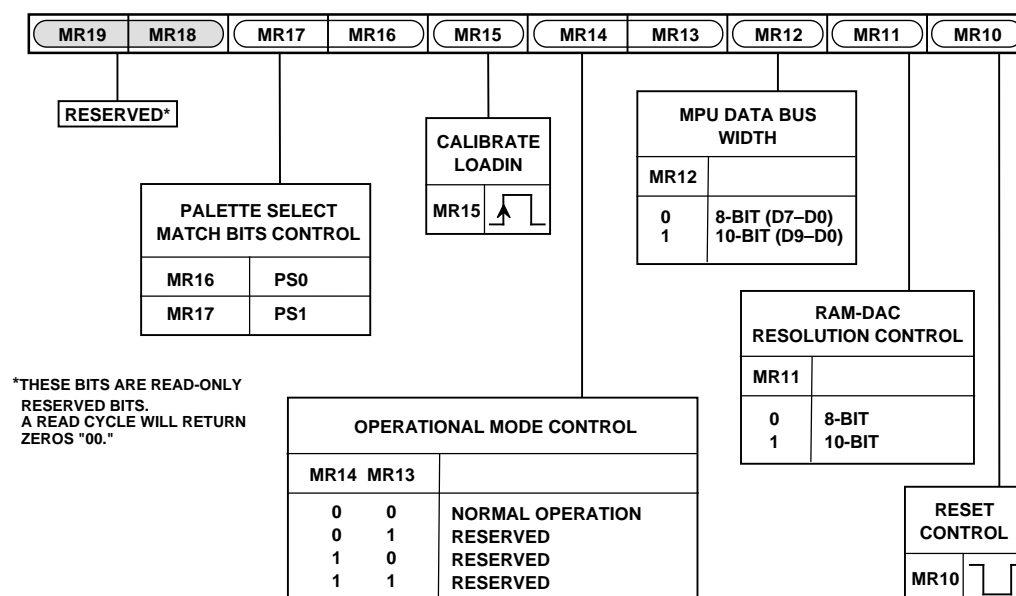 MR19 MR18 MR17 MR16 MR15 MR14 MR13 MR12 MR11 MR10
RESERVED*
PALETTE SELECT
MATCH BITS CONTROL
MR16 PS0
MR17 PS1
CALIBRATE
LOADIN
MR15
MPU DATA BUS
WIDTH
MR12
0 8-BIT (D7–D0)
1 10-BIT (D9–D0)
RAM-DAC
RESOLUTION CONTROL
MR11
0 8-BIT
1 10-BIT
*THESE BITS ARE READ-ONLY
RESERVED BITS.
A READ CYCLE WILL RETURN
ZEROS "00."
OPERATIONAL MODE CONTROL
MR14 MR13
0 0 NORMAL OPERATION
0 1 RESERVED
1 0 RESERVED
1 1 RESERVED
RESET
CONTROL
MR10